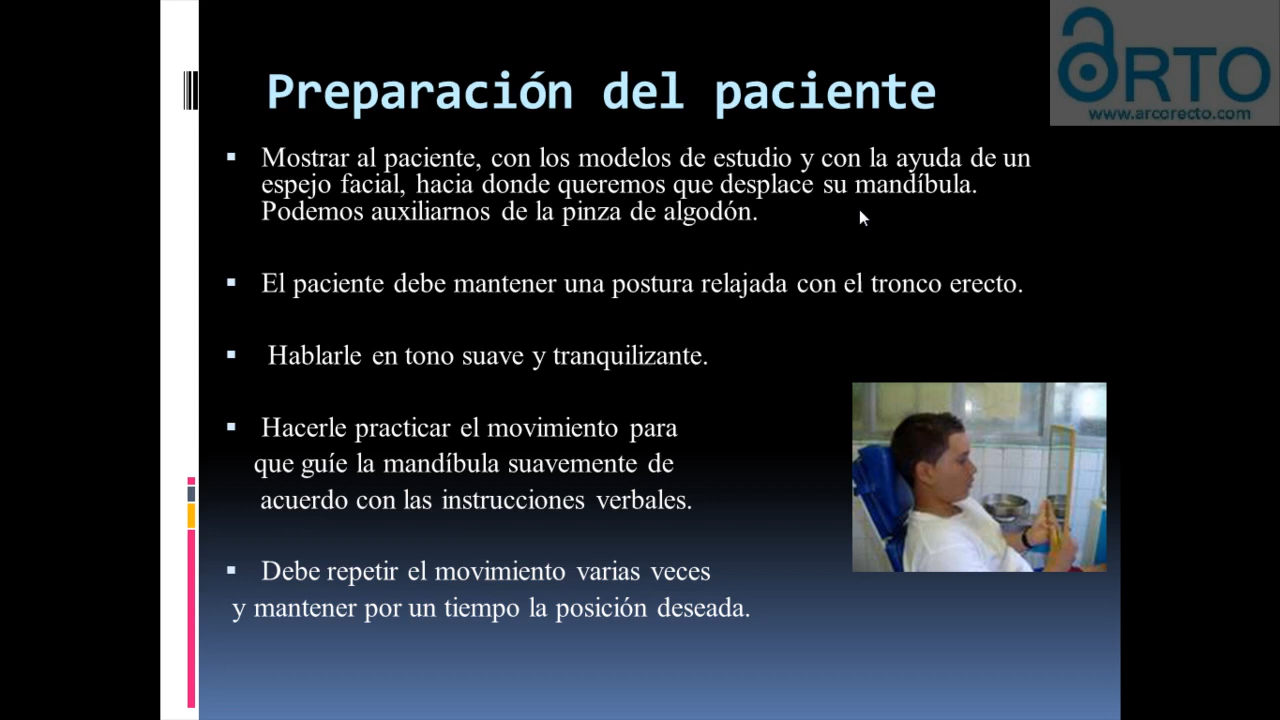 Preparación del paciente
ARTO
www.arcorecto.com
▪ Mostrar al paciente, con los modelos de estudio y con la ayuda de un
espejo facial, hacia donde queremos que desplace su mandíbula.
Podemos auxiliarnos de la pinza de algodón.
▪ El paciente debe mantener una postura relajada con el tronco erecto.
▪ Hablarle en tono suave y tranquilizante.
▪ Hacerle practicar el movimiento para
que guíe la mandíbula suavemente de
acuerdo con las instrucciones verbales.
▪ Debe repetir el movimiento varias veces
y mantener por un tiempo la posición deseada.